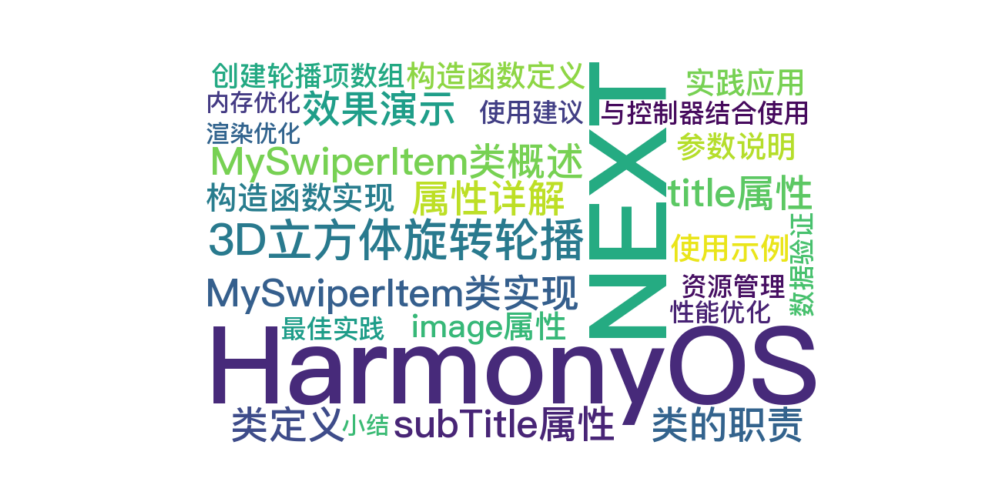 创建轮播项数组
构造函数定义
实践应用
内存优化
效果演示
使用建议
与控制器结合使用
渲染优化
MySwiperItem类概述
参数说明
构造函数实现
属性详解
title属性
NEXT
3D立方体旋转轮播
使用示例
数据验证
MySwiperItem类实现
资源管理
最佳实践
image属性
性能优化
HarmonyOS
类定义
小结
subTitle属性
类的职责